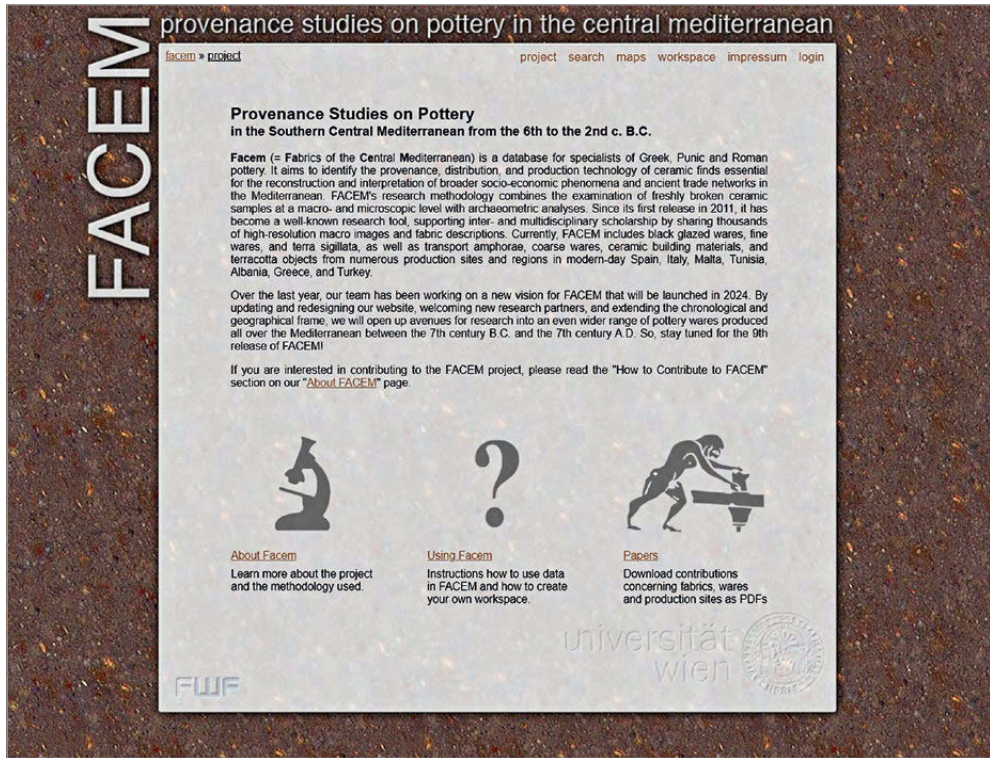 FACEM
provenance studies on pottery in the central mediterranean
facem » project
project search maps workspace impressum login
Provenance Studies on Pottery
in the Southern Central Mediterranean from the 6th to the 2nd c. B.C.
Facem (= Fabrics of the Central Mediterranean) is a database for specialists of Greek, Punic and Roman
pottery. It aims to identify the provenance, distribution, and production technology of ceramic finds essential
for the reconstruction and interpretation of broader socio-economic phenomena and ancient trade networks in
the Mediterranean. FACEM's research methodology combines the examination of freshly broken ceramic
samples at a macro- and microscopic level with archaeometric analyses. Since its first release in 2011, it has
become a well-known research tool, supporting inter- and multidisciplinary scholarship by sharing thousands
of high-resolution macro images and fabric descriptions. Currently, FACEM includes black glazed wares, fine
wares, and terra sigillata, as well as transport amphorae, coarse wares, ceramic building materials, and
terracotta objects from numerous production sites and regions in modern-day Spain, Italy, Malta, Tunisia,
Albania, Greece, and Turkey.
Over the last year, our team has been working on a new vision for FACEM that will be launched in 2024. By
updating and redesigning our website, welcoming new research partners, and extending the chronological and
geographical frame, we will open up avenues for research into an even wider range of pottery wares produced
all over the Mediterranean between the 7th century B.C. and the 7th century A.D. So, stay tuned for the 9th
release of FACEM!
If you are interested in contributing to the FACEM project, please read the "How to Contribute to FACEM"
section on our "About FACEM" page.
?
About Facem
Learn more about the project
and the methodology used.
Using Facem
Instructions how to use data
in FACEM and how to create
your own workspace.
Papers
Download contributions
concerning fabrics, wares
and production sites as PDFs
universität
wien
FWF